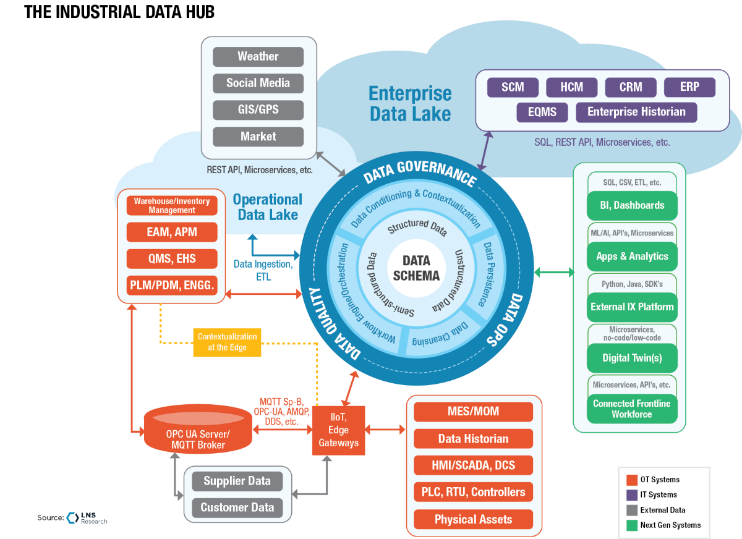 THE INDUSTRIAL DATA HUB
Weather
Social Media
GIS/GPS
Market
REST API, Microservices, etc.
Enterprise
Data Lake
SCM
HCM
CRM
ERP
EQMS
Enterprise Historian
SQL, REST API, Microservices, etc.
Warehouse/Inventory
Management
EAM, APM
QMS, EHS
PLM/PDM, ENGG.
Operational
Data Lake
Data Ingestion,
ETL
DATA GOVERNANCE
DATA QUALITY
DATA OPS
Data Conditioning & Contextualization
Data Persistance
Data Cleansing
Workflow Engine/Orchestration
Structured Data
Unstructured Data
Semi-structured Data
DATA
SCHEMA
SQL, CSV, ETL, etc.
BI, Dashboards
ML/AI, API's, Microservices
Apps & Analytics
Python, Java, SDK's
External IX Platform
Microservices,
no-code/low-code
Digital Twin(s)
Microservices, API's, etc.
Connected Frontline
Workforce
Contextualization
at the Edge
OPC UA Server/
MQTT Broker
MQTT Sp-B,
OPC-UA, AMQP,
DDS, etc.
IIoT,
Edge
Gateways
Supplier Data
Customer Data
MES/MOM
Data Historian
HMI/SCADA, DCS
PLC, RTU, Controllers
Physical Assets
OT Systems
IT Systems
External Data
Next Gen Systems
Source: LNS
Research